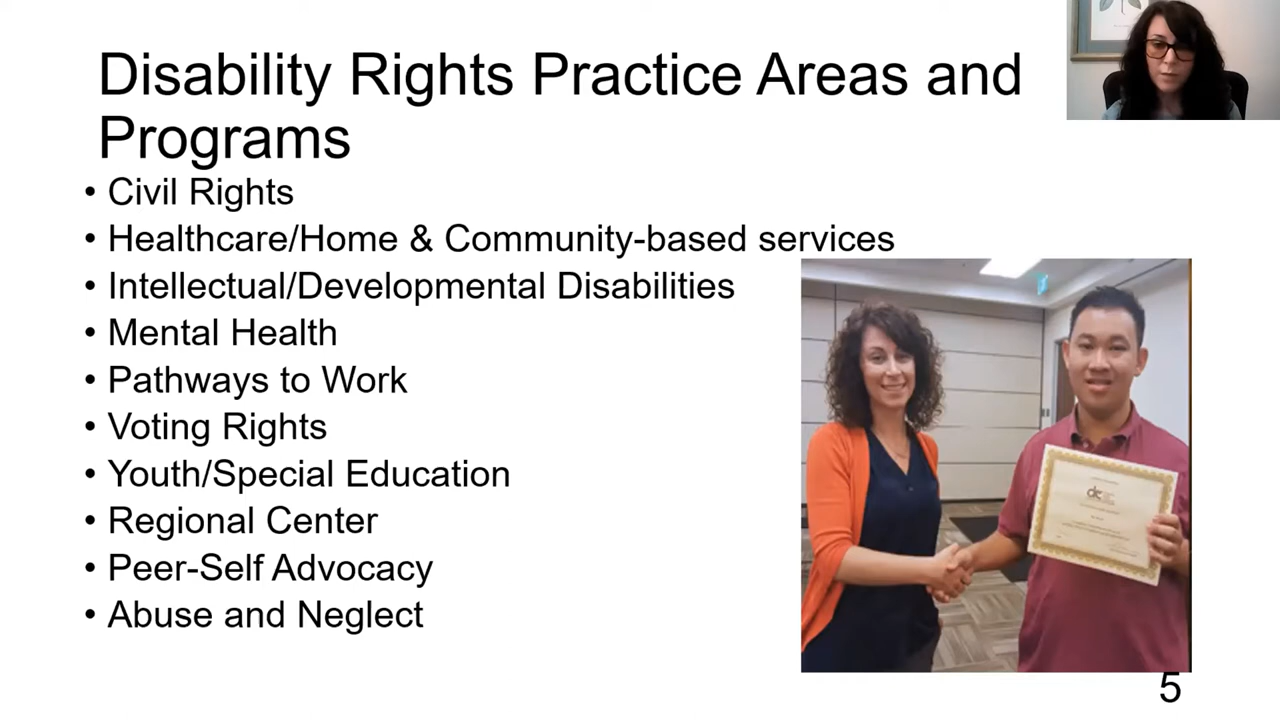 Disability Rights Practice Areas and
Programs
• Civil Rights
• Healthcare/Home & Community-based services
• Intellectual/Developmental Disabilities
• Mental Health
• Pathways to Work
• Voting Rights
• Youth/Special Education
• Regional Center
• Peer-Self Advocacy
• Abuse and Neglect
5